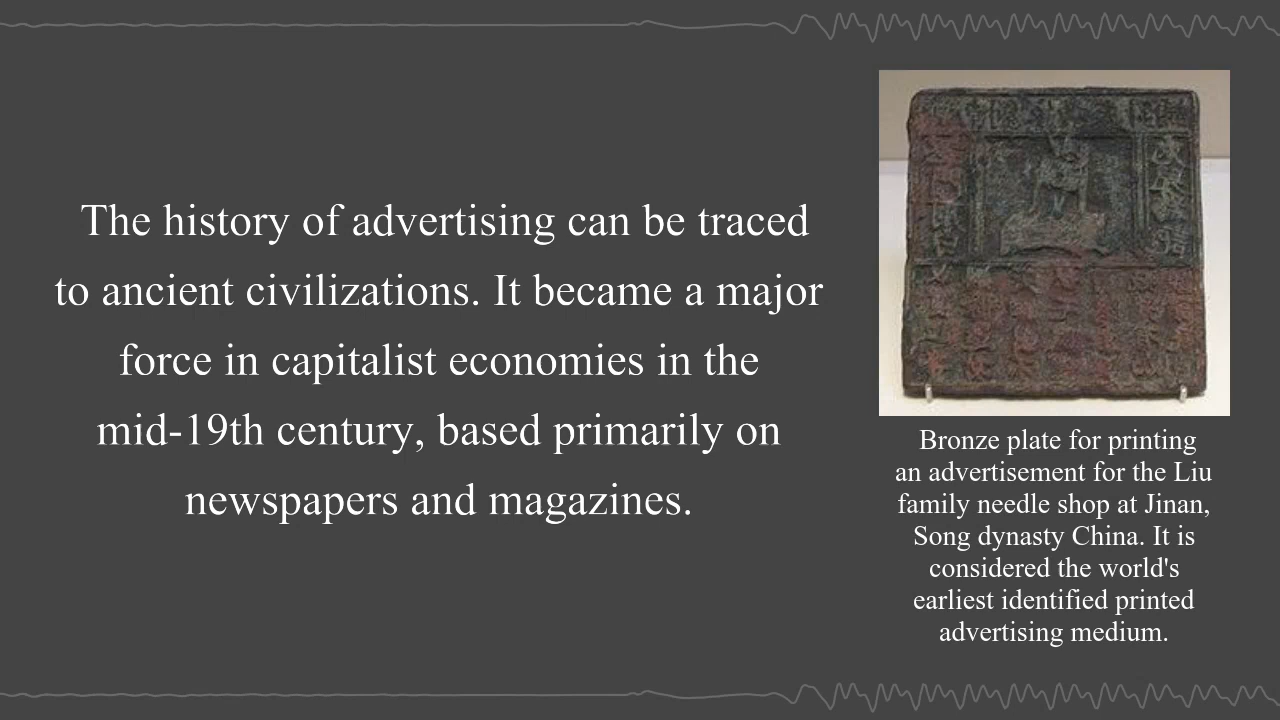 The history of advertising can be traced
to ancient civilizations. It became a major
force in capitalist economies in the
mid-19th century, based primarily on
newspapers and magazines.
Bronze plate for printing
an advertisement for the Liu
family needle shop at Jinan,
Song dynasty China. It is
considered the world's
earliest identified printed
advertising medium.